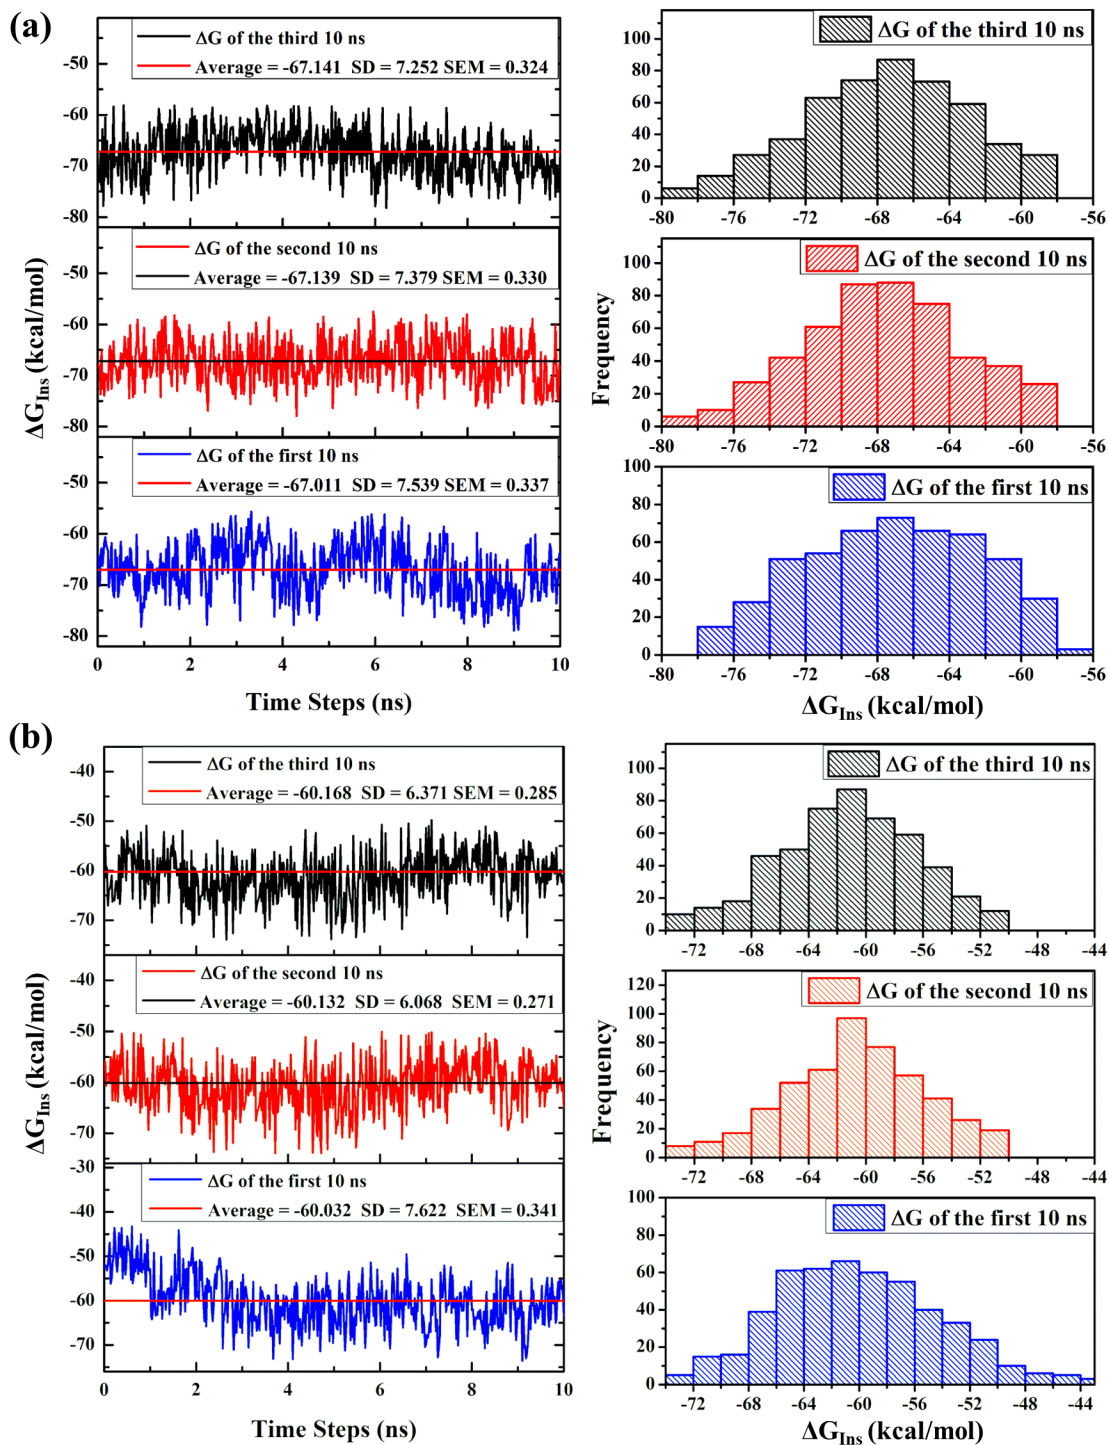 (a)
ΔG of the third 10 ns
Average = -67.141 SD = 7.252 SEM = 0.324
-50
-60
-70
-80
ΔG of the second 10 ns
Average = -67.139 SD = 7.379 SEM = 0.330
-50
-60
-70
-80
ΔG of the first 10 ns
Average = -67.011 SD = 7.539 SEM = 0.337
-50
-60
-70
-80
0 2 4 6 8 10
Time Steps (ns)
ΔGIns (kcal/mol)
ΔG of the third 10 ns
100
80
60
40
20
0
-80 -76 -72 -68 -64 -60 -56
ΔG of the second 10 ns
100
80
60
40
20
0
-80 -76 -72 -68 -64 -60 -56
ΔG of the first 10 ns
100
80
60
40
20
0
-80 -76 -72 -68 -64 -60 -56
Frequency
ΔGIns (kcal/mol)
(b)
ΔG of the third 10 ns
Average = -60.168 SD = 6.371 SEM = 0.285
-40
-50
-60
-70
ΔG of the second 10 ns
Average = -60.132 SD = 6.068 SEM = 0.271
-40
-50
-60
-70
ΔG of the first 10 ns
Average = -60.032 SD = 7.622 SEM = 0.341
-30
-40
-50
-60
-70
0 2 4 6 8 10
Time Steps (ns)
ΔGIns (kcal/mol)
ΔG of the third 10 ns
100
80
60
40
20
0
-72 -68 -64 -60 -56 -52 -48 -44
ΔG of the second 10 ns
120
100
80
60
40
20
0
-72 -68 -64 -60 -56 -52 -48 -44
ΔG of the first 10 ns
100
80
60
40
20
0
-72 -68 -64 -60 -56 -52 -48 -44
Frequency
ΔGIns (kcal/mol)